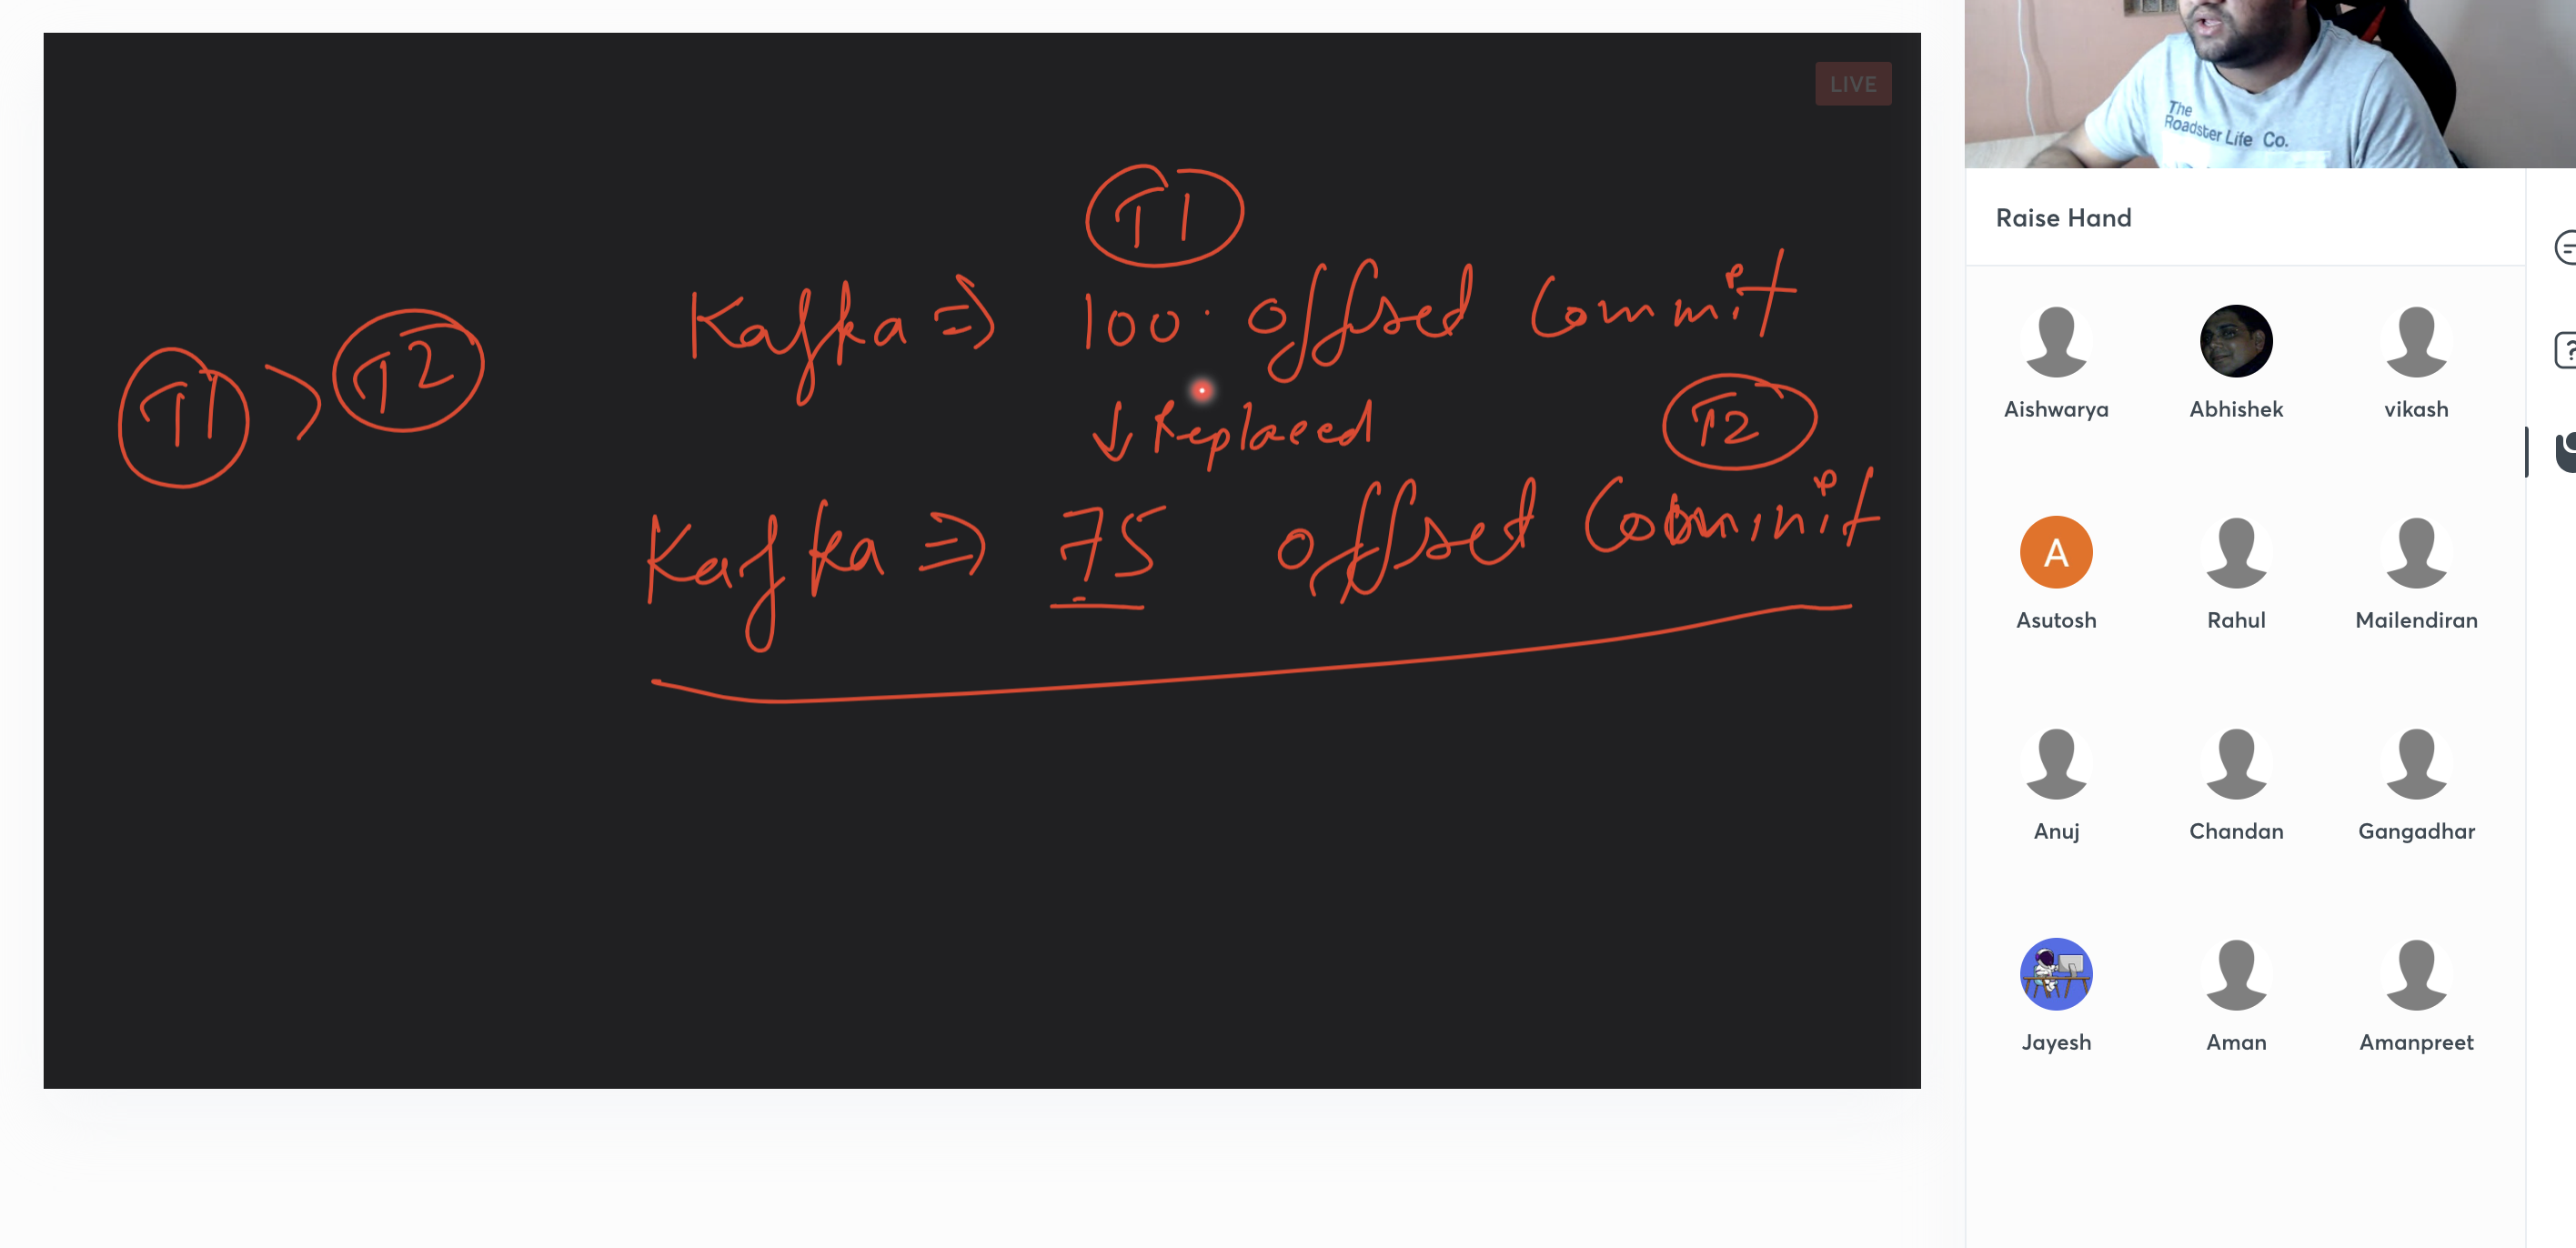 LIVE
T1
Kafka ⇒ 100. offsed Commit
T1 > T2
↓ Replaced
T2
Kafka ⇒ 75 offset Commit
The
Roadster Life Co.
Raise Hand
Aishwarya Abhishek vikash
A
Asutosh Rahul Mailendiran
Anuj Chandan Gangadhar
Jayesh Aman Amanpreet